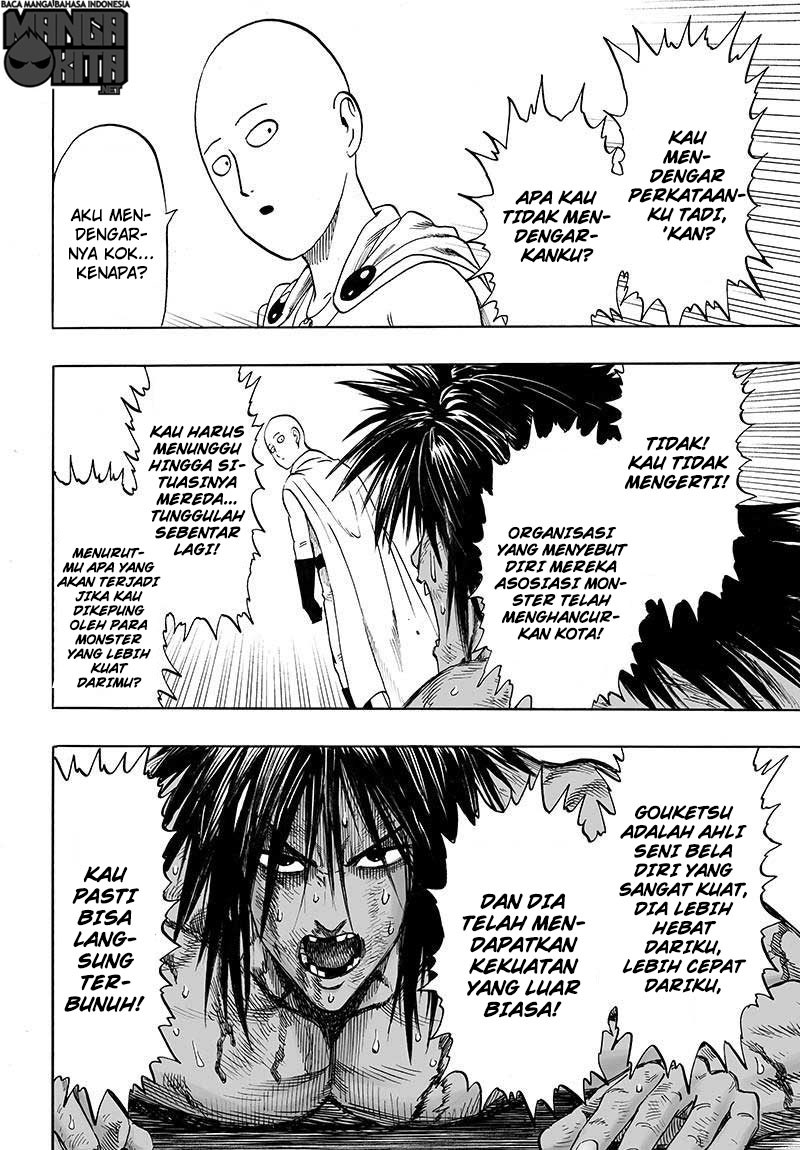 BACA MANGA BAHASA INDONESIA
MANGA
KITA
.NET
KAU
MEN-
DENGAR
PERKATAAN-
KU TADI,
'KAN?
APA KAU
TIDAK MEN-
DENGAR-
KANKU?
AKU MEN-
DENGAR-
NYA KOK...
KENAPA?
TIDAK!
KAU TIDAK
MENGERTI!
ORGANISASI
YANG MENYEBUT
DIRI MEREKA
ASOSIASI MON-
STER TELAH
MENGHANCUR-
KAN KOTA!
KAU HARUS
MENUNGGU
HINGGA SI-
TUASINYA
MEREDA...
TUNGGULAH
SEBENTAR
LAGI!
MENURUT-
MU APA YANG
AKAN TERJADI
JIKA KAU
DIKEPUNG
OLEH PARA
MONSTER
YANG LEBIH
KUAT
DARIMU?
GOUKETSU
ADALAH AHLI
SENI BELA
DIRI YANG
SANGAT KUAT,
DIA LEBIH
HEBAT
DARIKU,
LEBIH CEPAT
DARIKU,
DAN DIA
TELAH MEN-
DAPATKAN
KEKUATAN
YANG LUAR
BIASA!
KAU
PASTI
BISA
LANG-
SUNG
TER-
BUNUH!